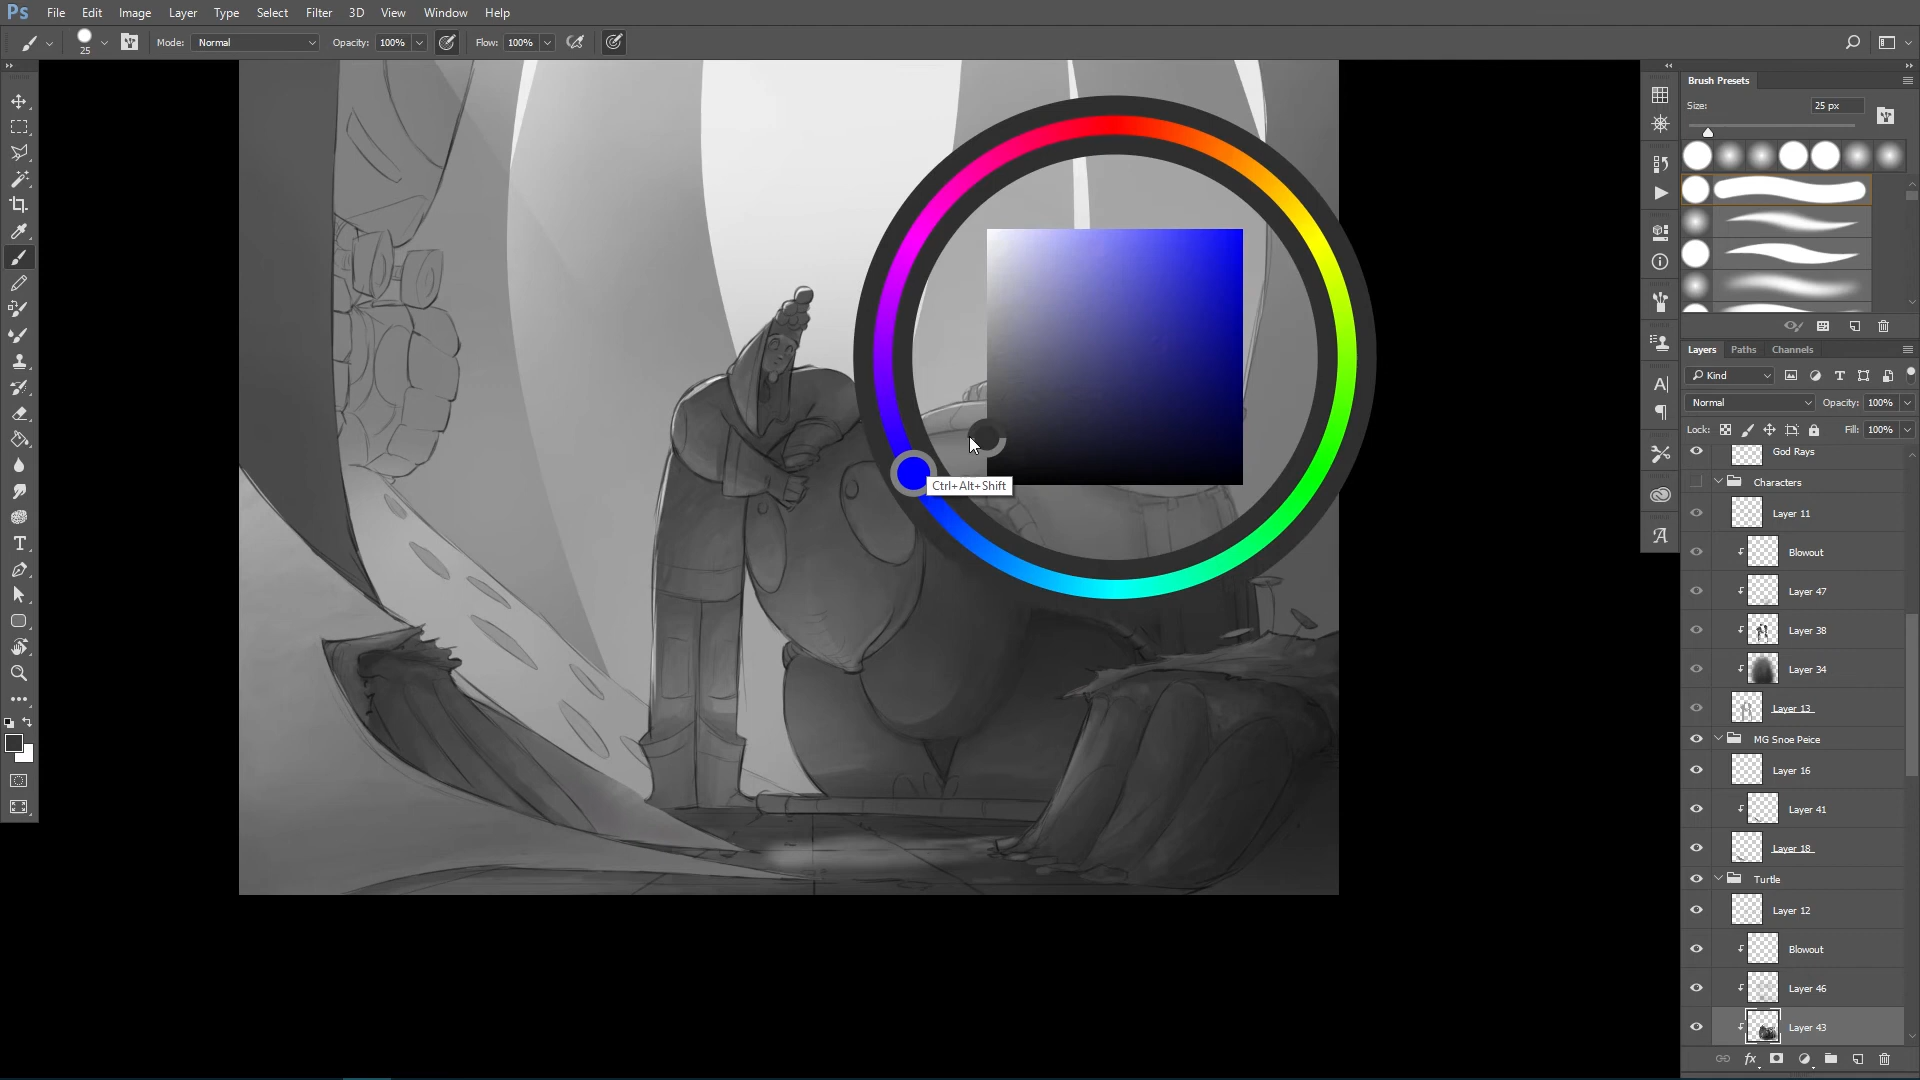 Ps File Edit Image Layer Type Select Filter 3D View Window Help
25 Mode: Normal Opacity: 100% Flow: 100%
Brush Presets
Size: 25 px
Layers Paths Channels
Kind
Normal Opacity: 100%
Lock: Fill: 100%
God Rays
Characters
Layer 11
Blowout
Layer 47
Layer 38
Layer 34
Layer 13
MG Snoe Peice
Layer 16
Layer 41
Layer 18
Turtle
Layer 12
Blowout
Layer 46
Layer 43
fx
Ctrl+Alt+Shift